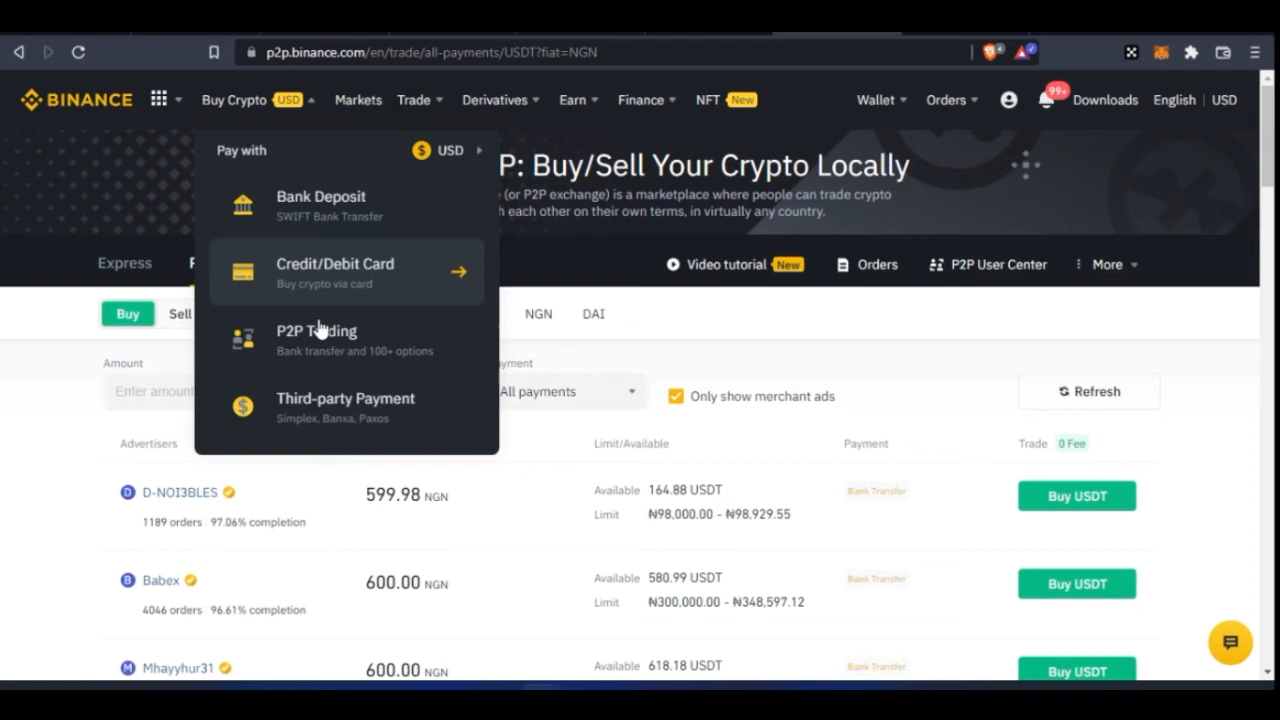 p2p.binance.com/en/trade/all-payments/USDT?fiat=NGN
BINANCE Buy Crypto USD Markets Trade Derivatives Earn Finance NFT New Wallet Orders 99+ Downloads English | USD
Pay with USD
Bank Deposit
SWIFT Bank Transfer
Credit/Debit Card
Buy crypto via card
P2P Trading
Bank transfer and 100+ options
Third-party Payment
Simplex, Banxa, Paxos
P: Buy/Sell Your Crypto Locally
(or P2P exchange) is a marketplace where people can trade crypto
h each other on their own terms, in virtually any country.
Express P Video tutorial New Orders P2P User Center More
Buy Sell NGN DAI
Amount yment
Enter amount All payments Only show merchant ads Refresh
Advertisers Limit/Available Payment Trade 0 Fee
D-NOI3BLES 599.98 NGN Available 164.88 USDT Bank Transfer Buy USDT
1189 orders 97.06% completion Limit ₦98,000.00 - ₦98,929.55
Babex 600.00 NGN Available 580.99 USDT Bank Transfer Buy USDT
4046 orders 96.61% completion Limit ₦300,000.00 - ₦348,597.12
Mhayyhur31 600.00 NGN Available 618.18 USDT Bank Transfer Buy USDT